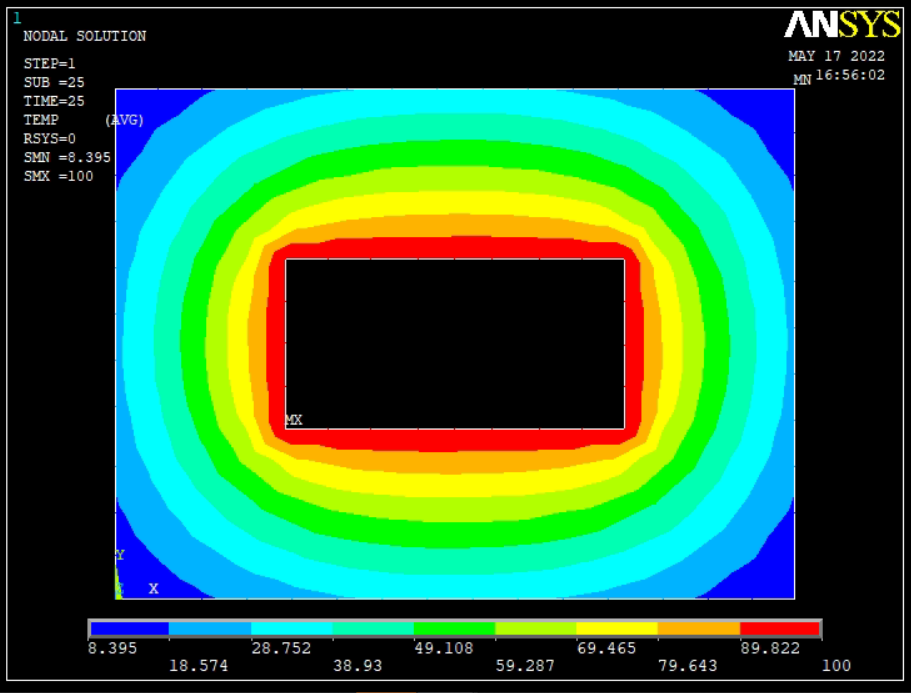 1
ANSYS
NODAL SOLUTION
MAY 17 2022
16:56:02
STEP=1
SUB =25
TIME=25
TEMP (AVG)
RSYS=0
SMN =8.395
SMX =100
MN
MX
Y
X
8.395 28.752 49.108 69.465 89.822
18.574 38.93 59.287 79.643 100